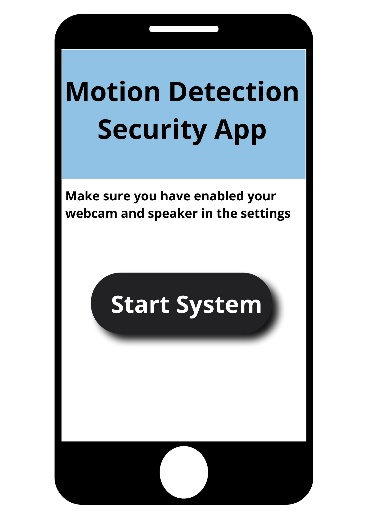 Motion Detection
Security App
Make sure you have enabled your
webcam and speaker in the settings
Start System